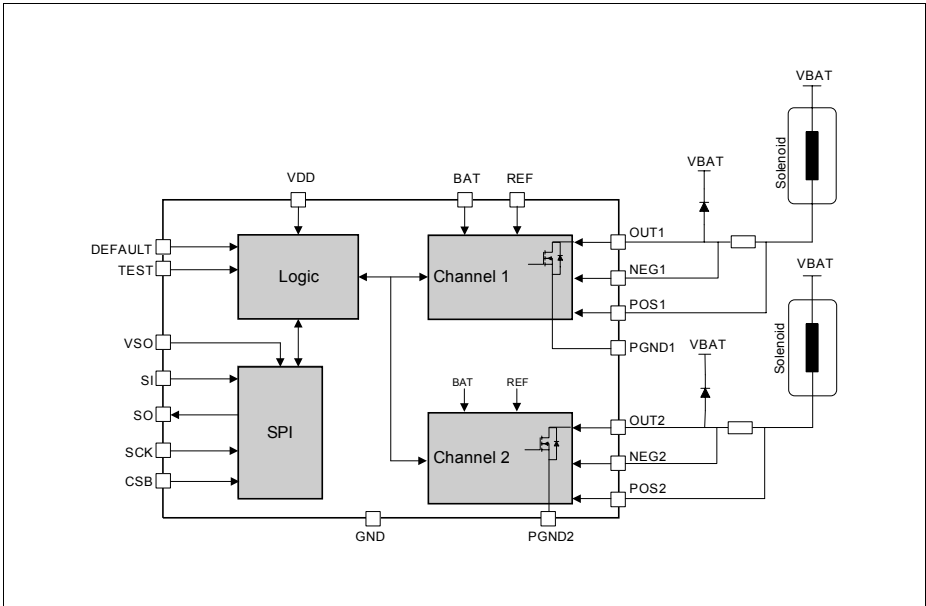 VBAT
Solenoid
VBAT
VDD
BAT
REF
DEFAULT
TEST
Logic
Channel 1
OUT1
NEG1
POS1
PGND1
VBAT
Solenoid
VBAT
VSO
SI
SO
SCK
CSB
SPI
BAT
REF
Channel 2
OUT2
NEG2
POS2
GND
PGND2